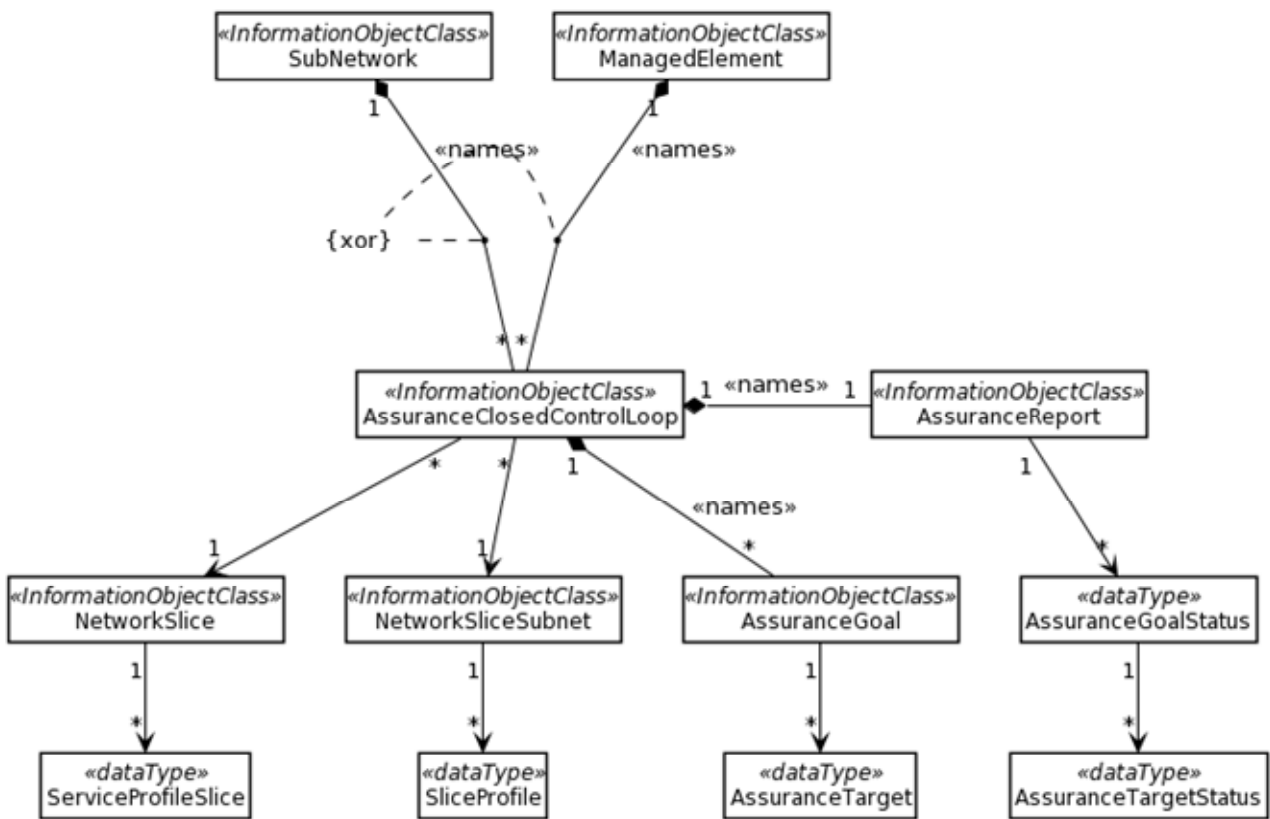 «InformationObjectClass»
SubNetwork
«InformationObjectClass»
ManagedElement
1
1
«names»
«names»
{xor}
*
*
«InformationObjectClass»
AssuranceClosedControlLoop
1
«names»
1
«InformationObjectClass»
AssuranceReport
*
*
1
1
«names»
1
1
*
*
«InformationObjectClass»
NetworkSlice
«InformationObjectClass»
NetworkSliceSubnet
«InformationObjectClass»
AssuranceGoal
«dataType»
AssuranceGoalStatus
1
1
1
1
*
*
*
*
«dataType»
ServiceProfileSlice
«dataType»
SliceProfile
«dataType»
AssuranceTarget
«dataType»
AssuranceTargetStatus